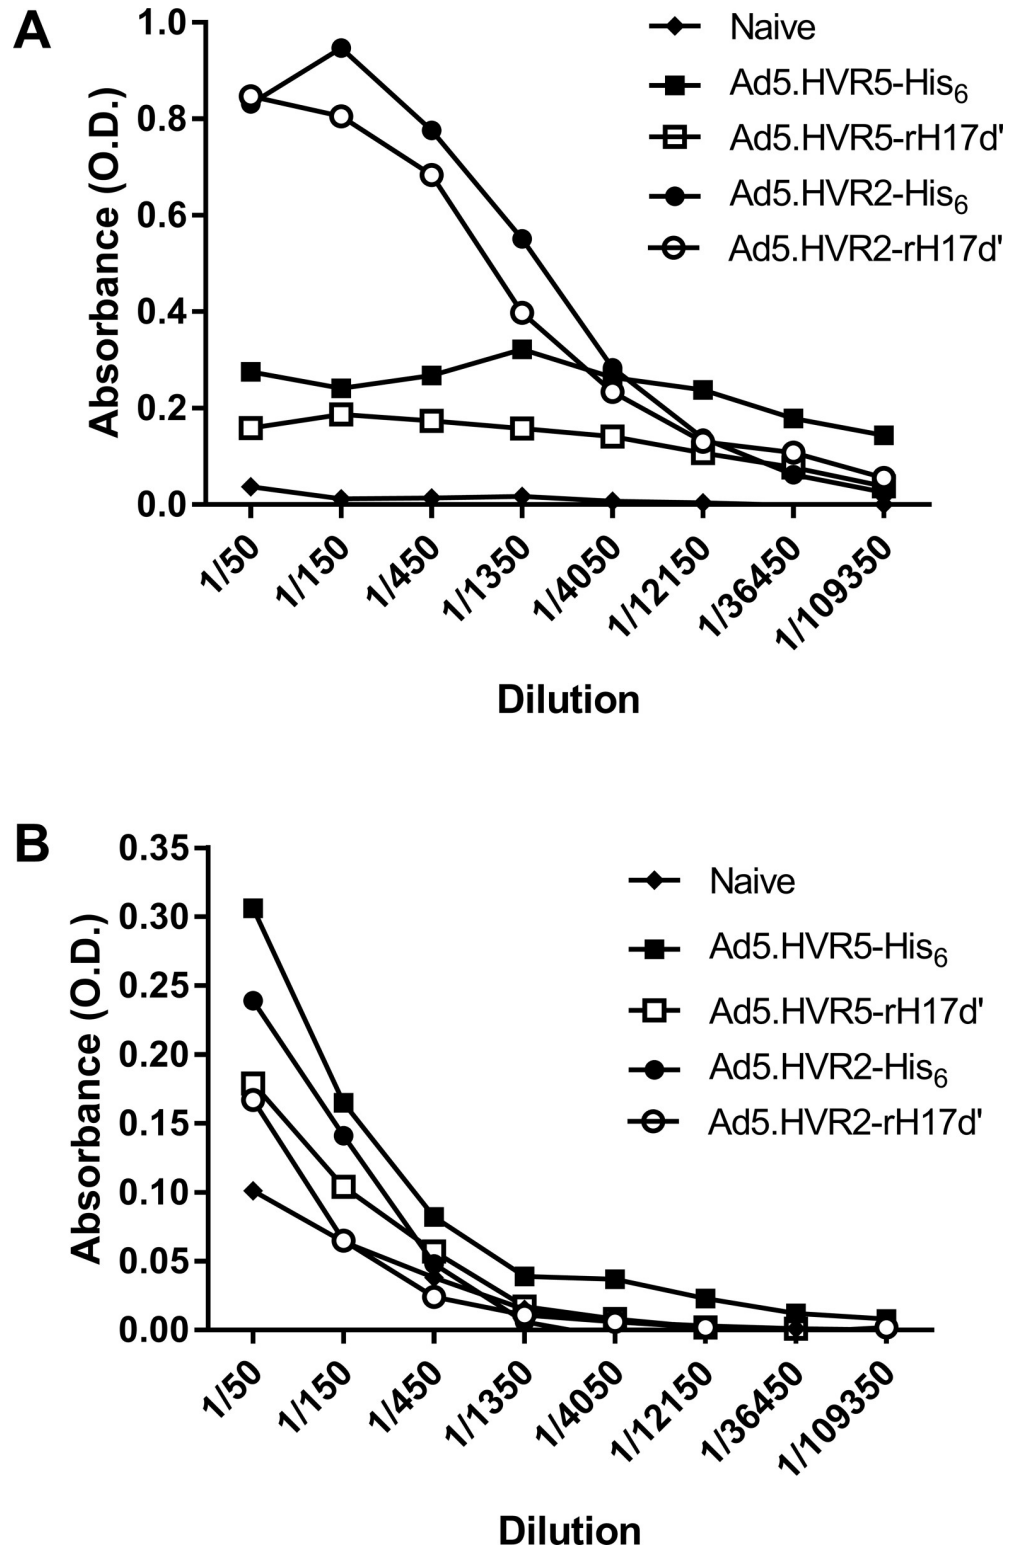 A
1.0
0.8
0.6
0.4
0.2
0.0
Absorbance (O.D.)
Naive
Ad5.HVR5-His6
Ad5.HVR5-rH17d'
Ad5.HVR2-His6
Ad5.HVR2-rH17d'
1/50
1/150
1/450
1/1350
1/4050
1/12150
1/36450
1/109350
Dilution
B
0.35
0.30
0.25
0.20
0.15
0.10
0.05
0.00
Absorbance (O.D.)
Naive
Ad5.HVR5-His6
Ad5.HVR5-rH17d'
Ad5.HVR2-His6
Ad5.HVR2-rH17d'
1/50
1/150
1/450
1/1350
1/4050
1/12150
1/36450
1/109350
Dilution